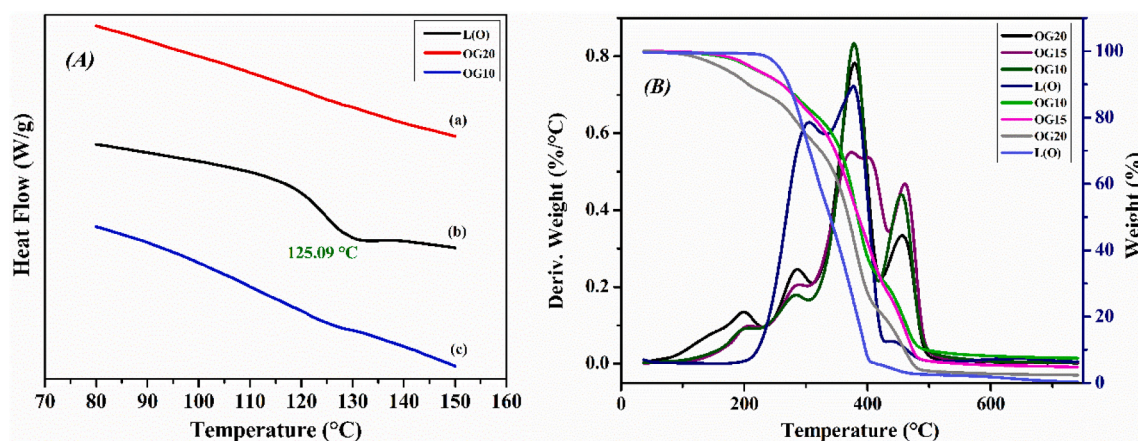 (A)
L(O)
OG20
OG10
(a)
(b)
125.09 °C
(c)
Heat Flow (W/g)
70 80 90 100 110 120 130 140 150 160
Temperature (°C)
(B)
OG20
OG15
OG10
L(O)
OG10
OG15
OG20
L(O)
Deriv. Weight (%/°C)
0.8
0.6
0.4
0.2
0.0
0 200 400 600
Temperature (°C)
100
80
60
40
20
0
Weight (%)